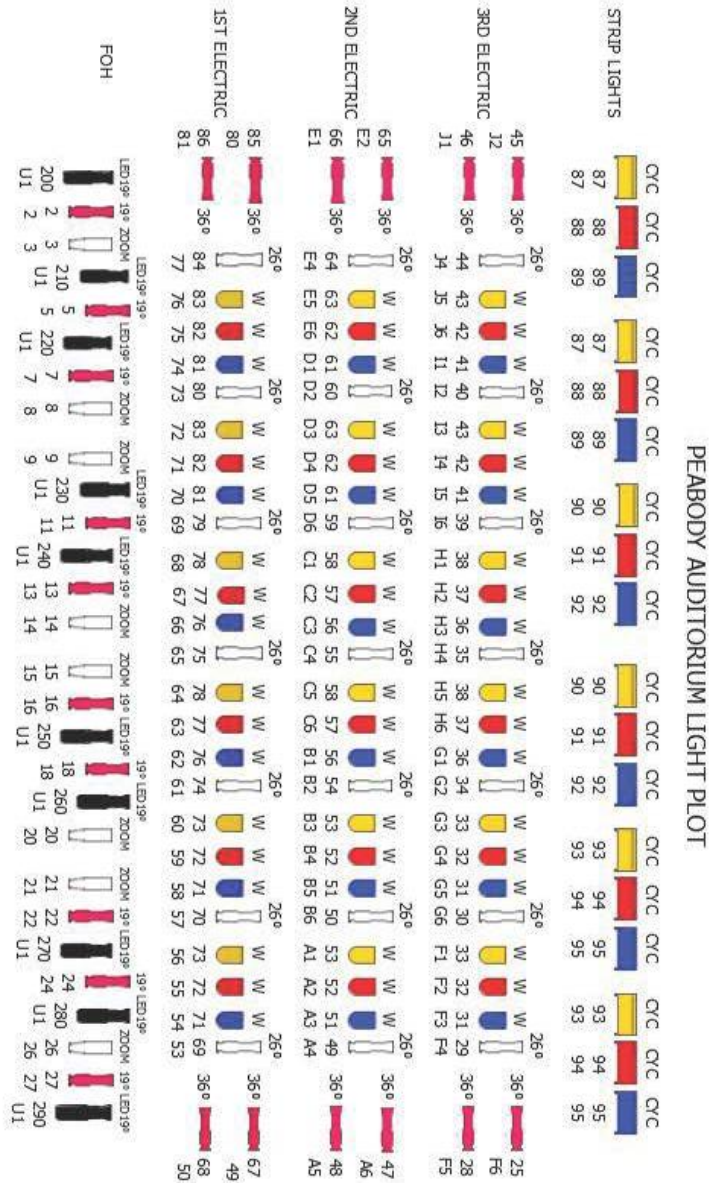 PEABODY AUDITORIUM LIGHT PLOT
CYC CYC CYC CYC CYC CYC CYC CYC CYC CYC CYC CYC CYC CYC CYC CYC CYC CYC
STRIP LIGHTS
87 88 89 87 88 89 90 91 92 90 91 92 93 94 95 93 94 95
87 88 89 87 88 89 90 91 92 90 91 92 93 94 95 93 94 95
3RD ELECTRIC
26° W W W 26° W W W 26° W W W 26° W W W 26° W W W 26° W W W 26°
45 36° 36° 25
J2 F6
46 36° 44 43 42 41 40 43 42 41 39 38 37 36 35 38 37 36 34 33 32 31 30 33 32 31 29 36° 28
J1 J4 J5 J6 I1 I2 I3 I4 I5 I6 H1 H2 H3 H4 H5 H6 G1 G2 G3 G4 G5 G6 F1 F2 F3 F4 F5
2ND ELECTRIC
26° W W W 26° W W W 26° W W W 26° W W W 26° W W W 26° W W W 26°
65 36° 36° 47
E2 A6
66 36° 64 63 62 61 60 63 62 61 59 58 57 56 55 58 57 56 54 53 52 51 50 53 52 51 49 36° 48
E1 E4 E5 E6 D1 D2 D3 D4 D5 D6 C1 C2 C3 C4 C5 C6 B1 B2 B3 B4 B5 B6 A1 A2 A3 A4 A5
1ST ELECTRIC
26° W W W 26° W W W 26° W W W 26° W W W 26° W W W 26° W W W 26°
85 36° 36° 67
80 49
86 36° 84 83 82 81 80 83 82 81 79 78 77 76 75 78 77 76 74 73 72 71 70 73 72 71 69 36° 68
81 77 76 75 74 73 72 71 70 69 68 67 66 65 64 63 62 61 60 59 58 57 56 55 54 53 50
FOH
LED19° 19° ZOOM LED19° 19° LED19° 19° ZOOM ZOOM LED19° 19° LED19° 19° ZOOM ZOOM 19° LED19° 19° LED19° ZOOM ZOOM 19° LED19° 19° LED19° ZOOM 19° LED19°
200 2 3 210 5 220 7 8 9 230 11 240 13 14 15 16 250 18 260 20 21 22 270 24 280 26 27 290
U1 2 3 U1 5 U1 7 8 9 U1 11 U1 13 14 15 16 U1 18 U1 20 21 22 U1 24 U1 26 27 U1